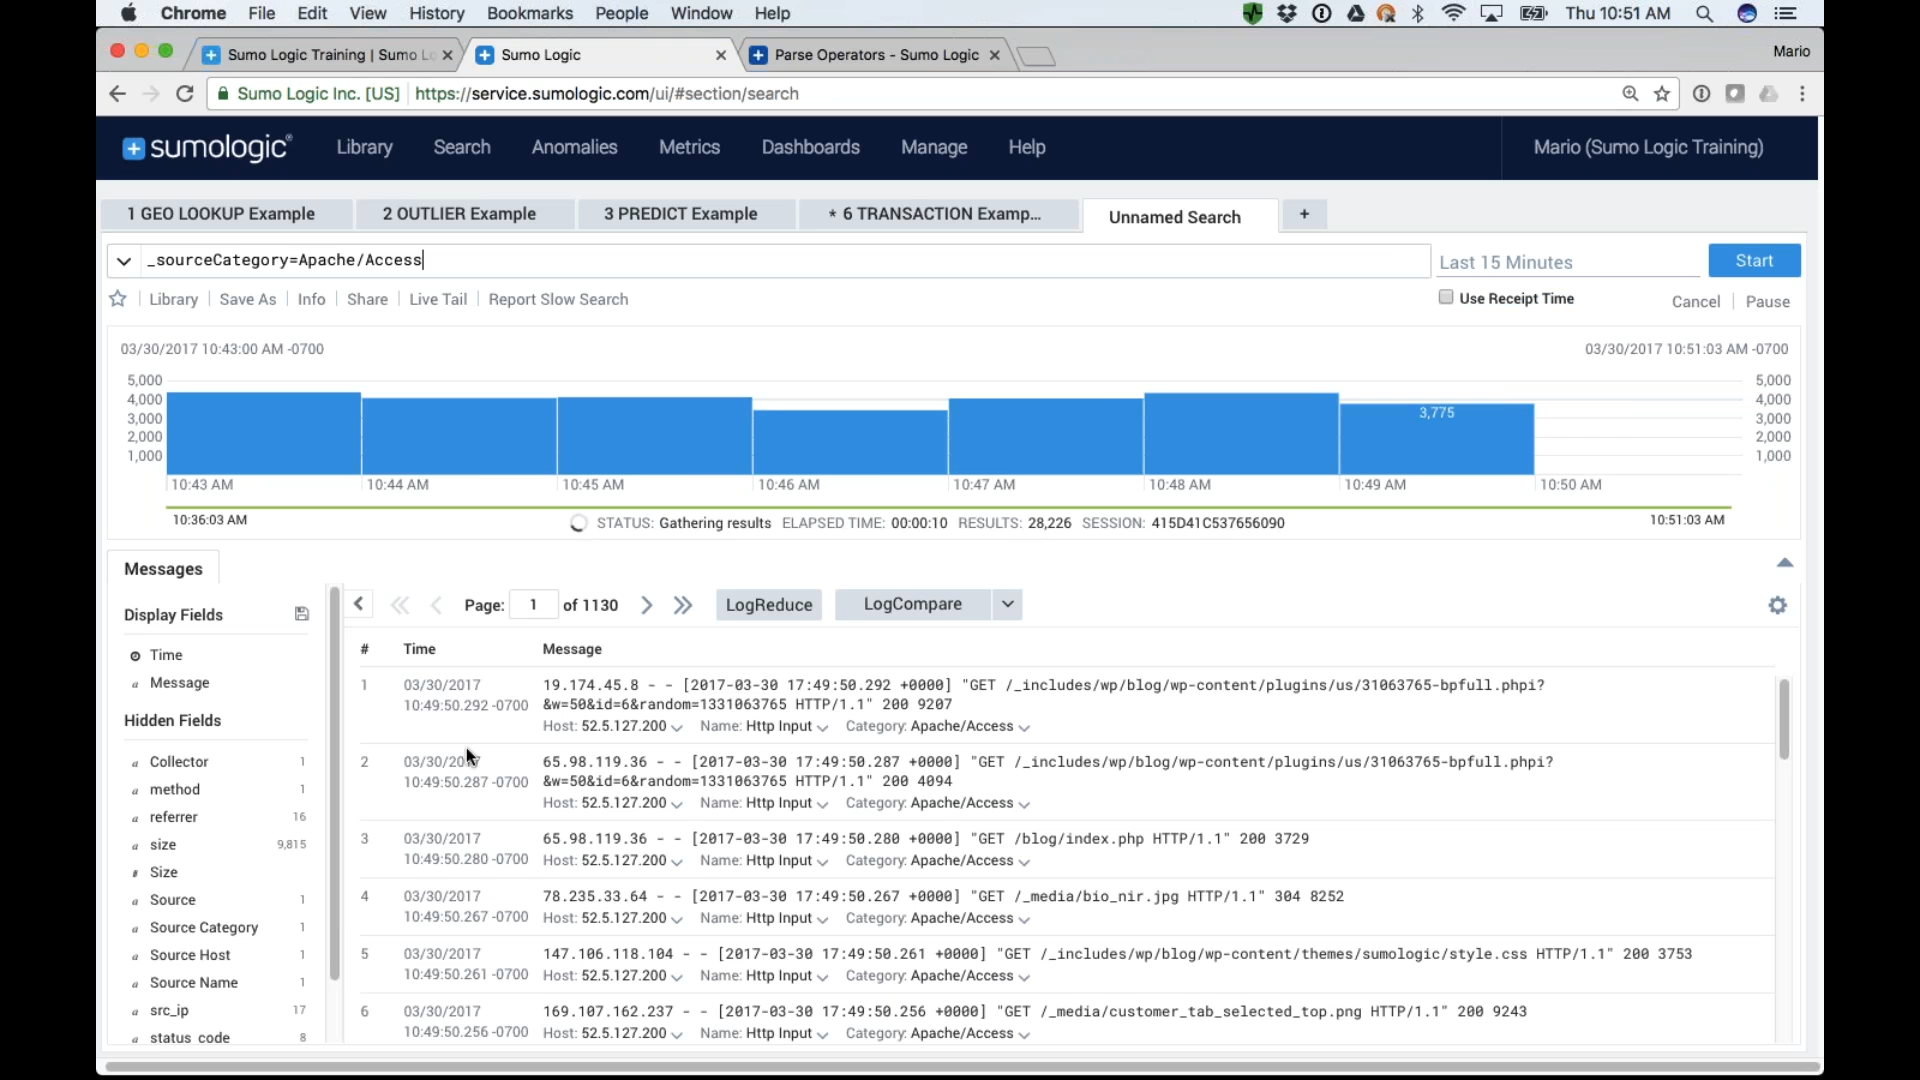 Chrome File Edit View History Bookmarks People Window Help Thu 10:51 AM
Sumo Logic Training | Sumo Lo Sumo Logic Parse Operators - Sumo Logic Mario
Sumo Logic Inc. [US] https://service.sumologic.com/ui/#section/search
sumologic Library Search Anomalies Metrics Dashboards Manage Help Mario (Sumo Logic Training)
1 GEO LOOKUP Example 2 OUTLIER Example 3 PREDICT Example * 6 TRANSACTION Examp... Unnamed Search +
_sourceCategory=Apache/Access Last 15 Minutes Start
Library Save As Info Share Live Tail Report Slow Search Use Receipt Time Cancel Pause
03/30/2017 10:43:00 AM -0700 03/30/2017 10:51:03 AM -0700
5,000 5,000
4,000 4,000
3,000 3,775 3,000
2,000 2,000
1,000 1,000
10:43 AM 10:44 AM 10:45 AM 10:46 AM 10:47 AM 10:48 AM 10:49 AM 10:50 AM
10:36:03 AM STATUS: Gathering results ELAPSED TIME: 00:00:10 RESULTS: 28,226 SESSION: 415D41C537656090 10:51:03 AM
Messages
Display Fields
Time
Message
Hidden Fields
Collector 1
method 1
referrer 16
size 9,815
Size
Source 1
Source Category 1
Source Host 1
Source Name 1
src_ip 17
status_code 8
Page: 1 of 1130 LogReduce LogCompare
# Time Message
1 03/30/2017 19.174.45.8 - - [2017-03-30 17:49:50.292 +0000] "GET /_includes/wp/blog/wp-content/plugins/us/31063765-bpfull.phpi?
10:49:50.292 -0700 &w=50&id=6&random=1331063765 HTTP/1.1" 200 9207
Host: 52.5.127.200 Name: Http Input Category: Apache/Access
2 03/30/2017 65.98.119.36 - - [2017-03-30 17:49:50.287 +0000] "GET /_includes/wp/blog/wp-content/plugins/us/31063765-bpfull.phpi?
10:49:50.287 -0700 &w=50&id=6&random=1331063765 HTTP/1.1" 200 4094
Host: 52.5.127.200 Name: Http Input Category: Apache/Access
3 03/30/2017 65.98.119.36 - - [2017-03-30 17:49:50.280 +0000] "GET /blog/index.php HTTP/1.1" 200 3729
10:49:50.280 -0700 Host: 52.5.127.200 Name: Http Input Category: Apache/Access
4 03/30/2017 78.235.33.64 - - [2017-03-30 17:49:50.267 +0000] "GET /_media/bio_nir.jpg HTTP/1.1" 304 8252
10:49:50.267 -0700 Host: 52.5.127.200 Name: Http Input Category: Apache/Access
5 03/30/2017 147.106.118.104 - - [2017-03-30 17:49:50.261 +0000] "GET /_includes/wp/blog/wp-content/themes/sumologic/style.css HTTP/1.1" 200 3753
10:49:50.261 -0700 Host: 52.5.127.200 Name: Http Input Category: Apache/Access
6 03/30/2017 169.107.162.237 - - [2017-03-30 17:49:50.256 +0000] "GET /_media/customer_tab_selected_top.png HTTP/1.1" 200 9243
10:49:50.256 -0700 Host: 52.5.127.200 Name: Http Input Category: Apache/Access